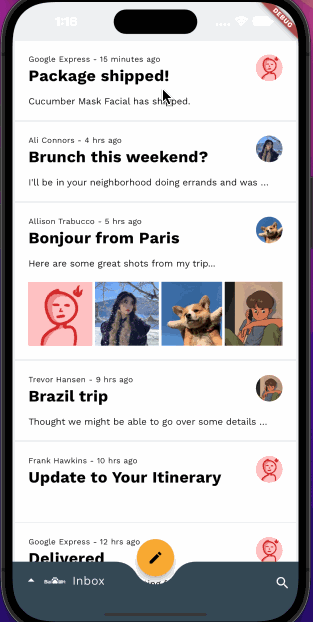 1:18
DEBUG
Google Express - 15 minutes ago
Package shipped!
Cucumber Mask Facial has shipped.
Ali Connors - 4 hrs ago
Brunch this weekend?
I'll be in your neighborhood doing errands and was ...
Allison Trabucco - 5 hrs ago
Bonjour from Paris
Here are some great shots from my trip...
Trevor Hansen - 9 hrs ago
Brazil trip
Thought we might be able to go over some details ...
Frank Hawkins - 10 hrs ago
Update to Your Itinerary
Google Express - 12 hrs ago
Delivered
Inbox